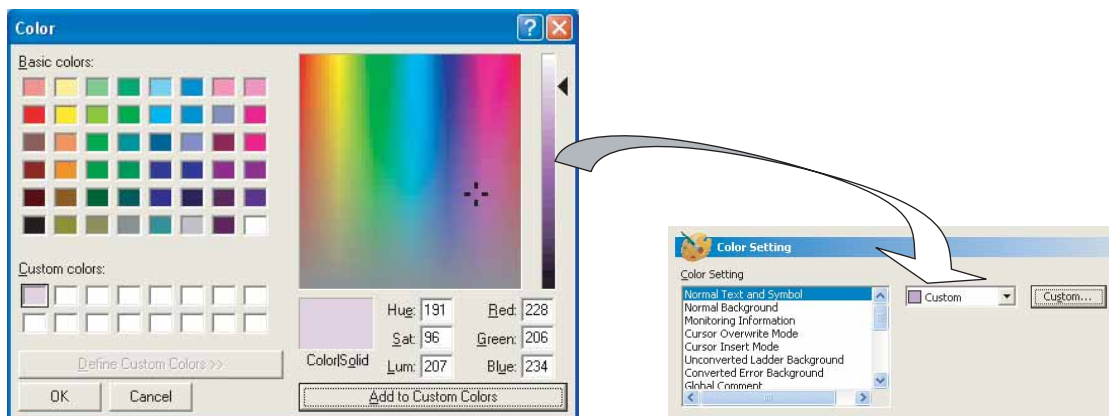 Color
Basic colors:
Custom colors:
Define Custom Colors >>
OK Cancel
Color|Solid
Hue: 191
Sat: 96
Lum: 207
Red: 228
Green: 206
Blue: 234
Add to Custom Colors
Color Setting
Color Setting
Normal Text and Symbol
Normal Background
Monitoring Information
Cursor Overwrite Mode
Cursor Insert Mode
Unconverted Ladder Background
Converted Error Background
Global Comment
Custom
Custom...